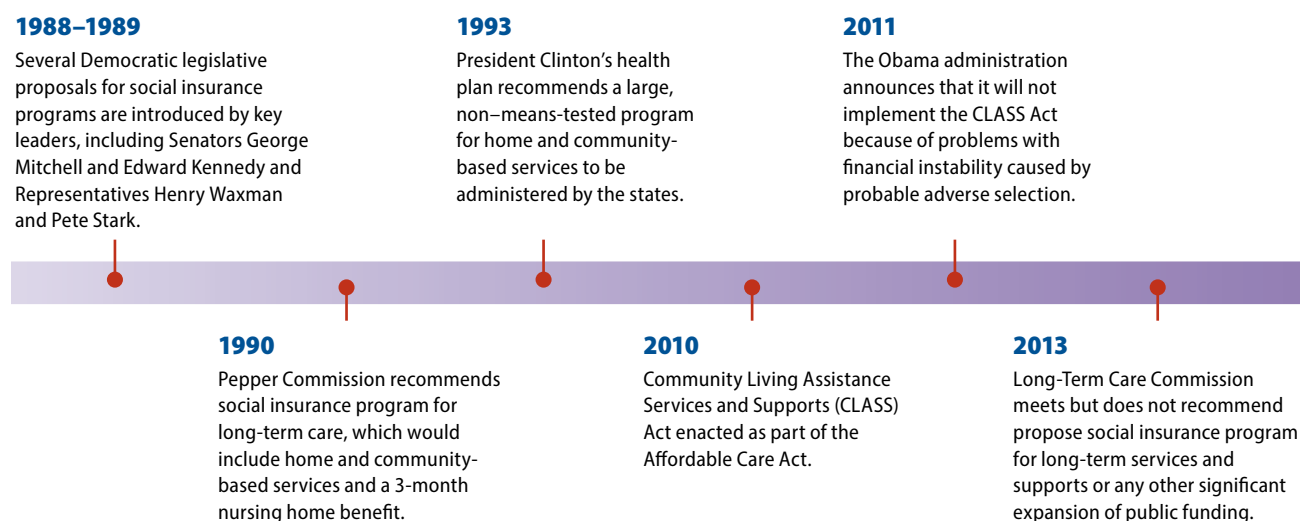 1988–1989
Several Democratic legislative
proposals for social insurance
programs are introduced by key
leaders, including Senators George
Mitchell and Edward Kennedy and
Representatives Henry Waxman
and Pete Stark.
1990
Pepper Commission recommends
social insurance program for
long-term care, which would
include home and community-
based services and a 3-month
nursing home benefit.
1993
President Clinton’s health
plan recommends a large,
non–means-tested program
for home and community-
based services to be
administered by the states.
2010
Community Living Assistance
Services and Supports (CLASS)
Act enacted as part of the
Affordable Care Act.
2011
The Obama administration
announces that it will not
implement the CLASS Act
because of problems with
financial instability caused by
probable adverse selection.
2013
Long-Term Care Commission
meets but does not recommend
propose social insurance program
for long-term services and
supports or any other significant
expansion of public funding.